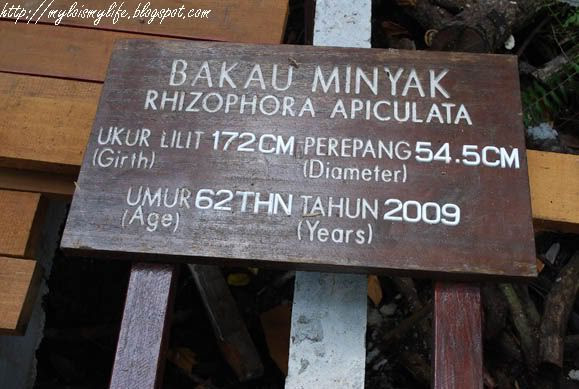 http://myloismylife.blogspot.com
BAKAU MINYAK
RHIZOPHORA APICULATA
UKUR LILIT 172CM PEREPANG 54.5CM
(Girth) (Diameter)
UMUR 62THN TAHUN 2009
(Age) (Years)